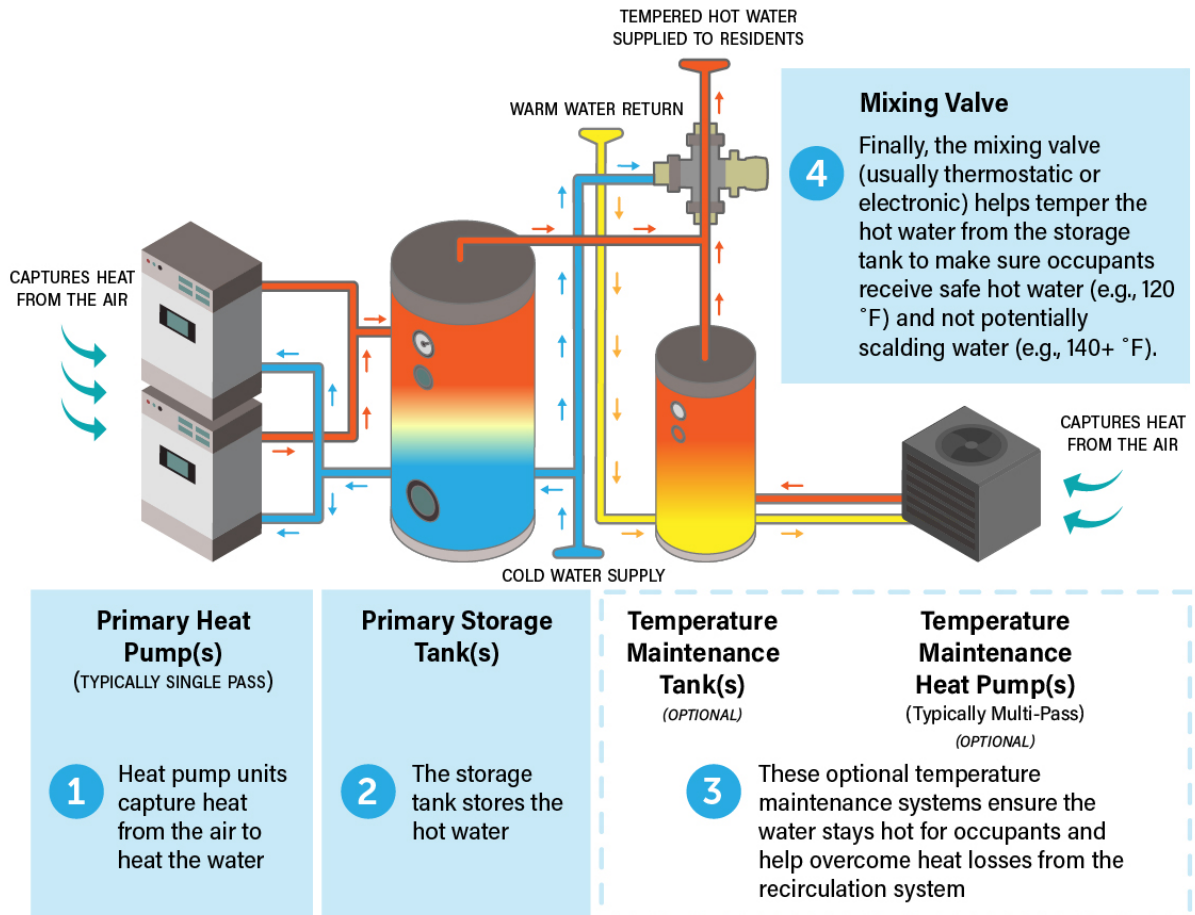 TEMPERED HOT WATER
SUPPLIED TO RESIDENTS
WARM WATER RETURN
CAPTURES HEAT
FROM THE AIR
Mixing Valve
4
Finally, the mixing valve
(usually thermostatic or
electronic) helps temper the
hot water from the storage
tank to make sure occupants
receive safe hot water (e.g., 120
˚F) and not potentially
scalding water (e.g., 140+ ˚F).
CAPTURES HEAT
FROM THE AIR
COLD WATER SUPPLY
Primary Heat
Pump(s)
(TYPICALLY SINGLE PASS)
1
Heat pump units
capture heat
from the air to
heat the water
Primary Storage
Tank(s)
2
The storage
tank stores the
hot water
Temperature
Maintenance
Tank(s)
(OPTIONAL)
Temperature
Maintenance
Heat Pump(s)
(Typically Multi-Pass)
(OPTIONAL)
3
These optional temperature
maintenance systems ensure the
water stays hot for occupants and
help overcome heat losses from the
recirculation system